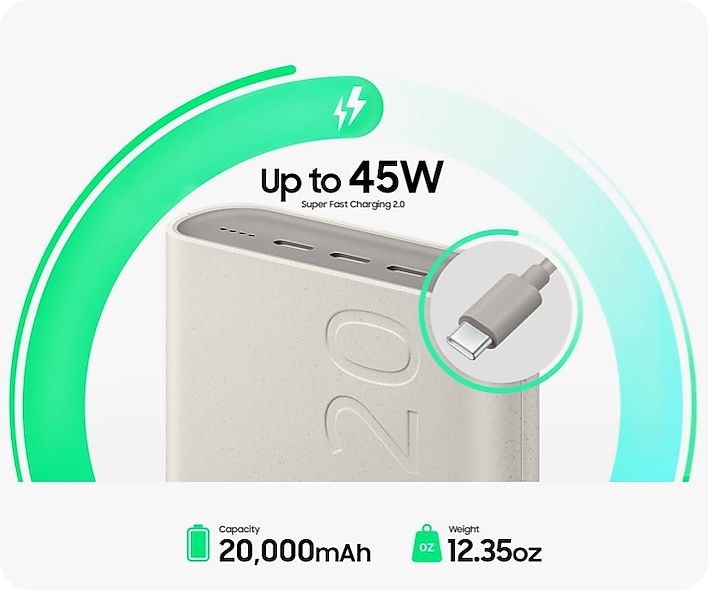 Up to 45W
Super Fast Charging 2.0
20
Capacity
20,000mAh
oz
Weight
12.35oz